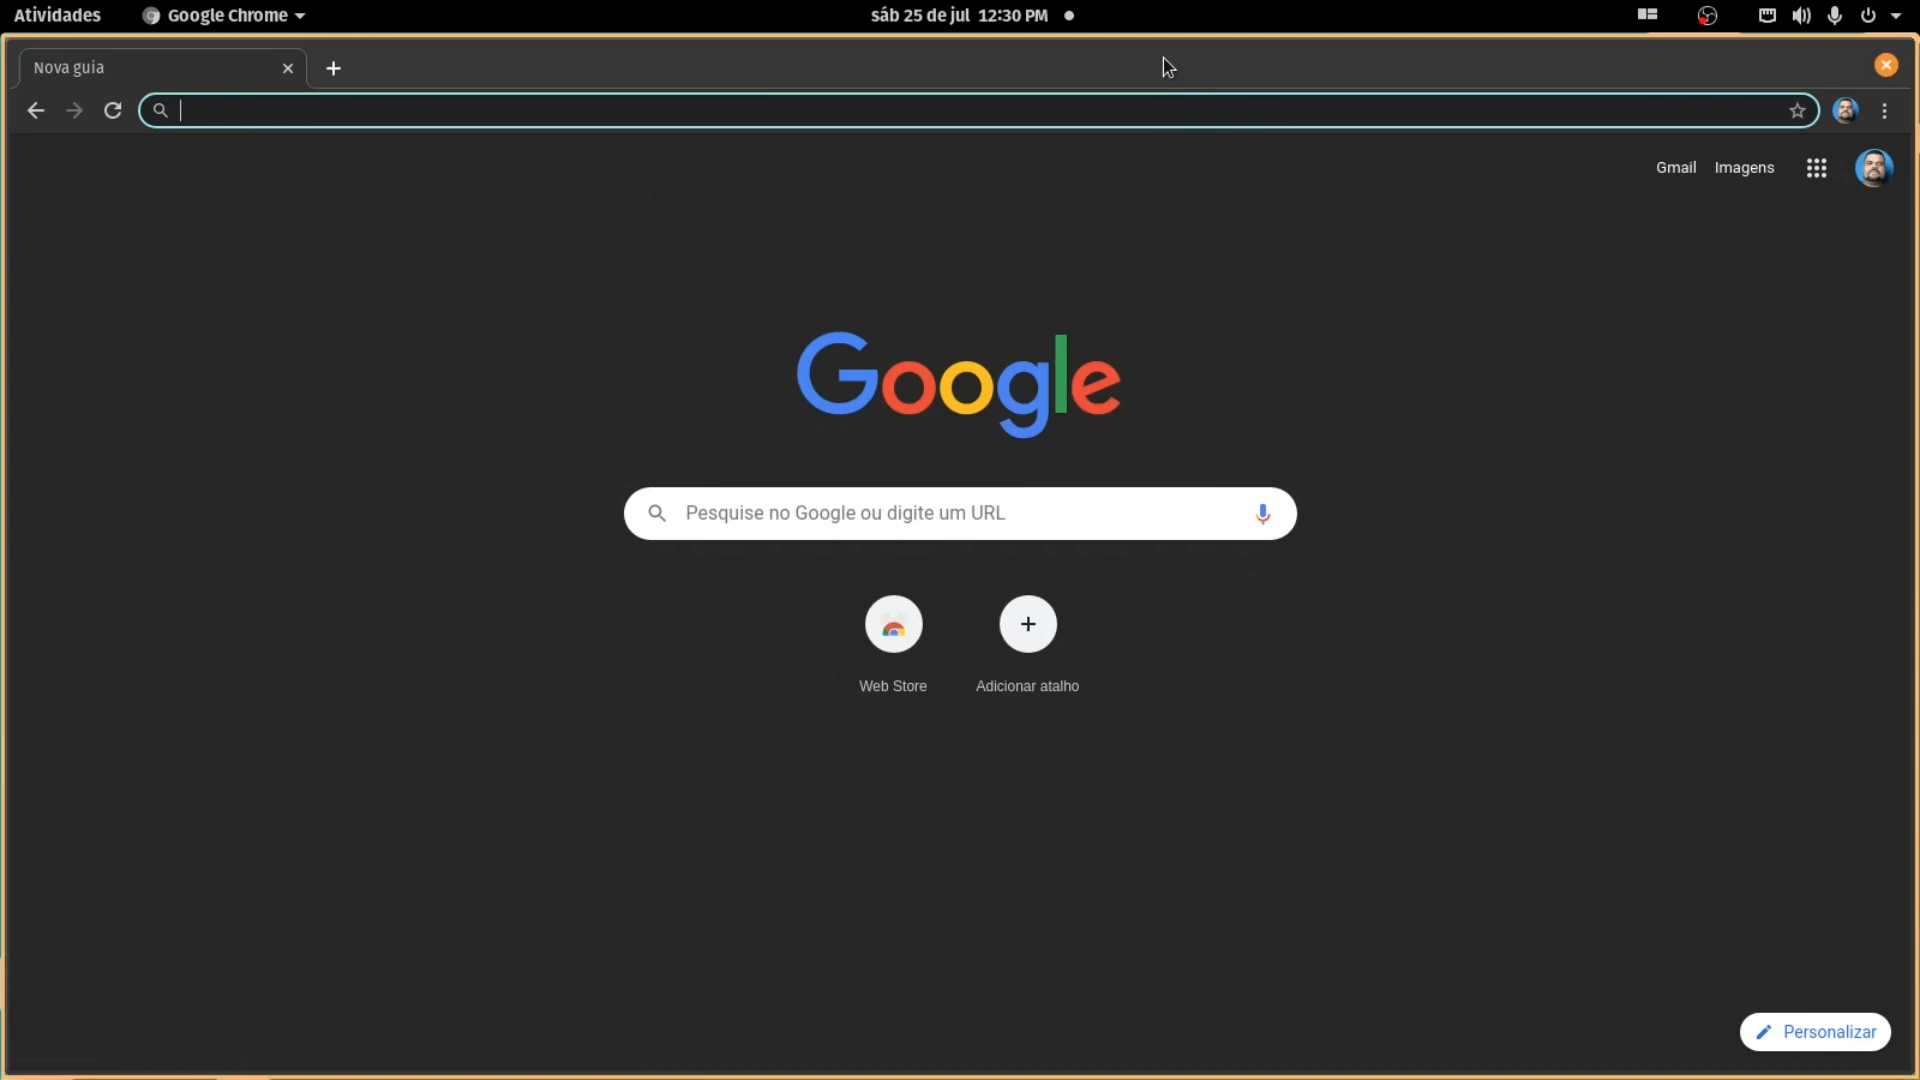 Atividades
Google Chrome
sáb 25 de jul 12:30 PM
Nova guia
Gmail
Imagens
Google
Pesquise no Google ou digite um URL
Web Store
Adicionar atalho
Personalizar